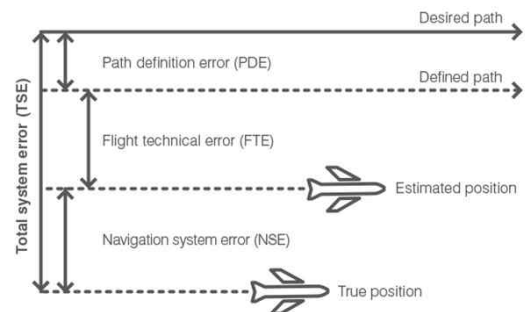 Desired path
Path definition error (PDE)
Defined path
Total system error (TSE)
Flight technical error (FTE)
Estimated position
Navigation system error (NSE)
True position